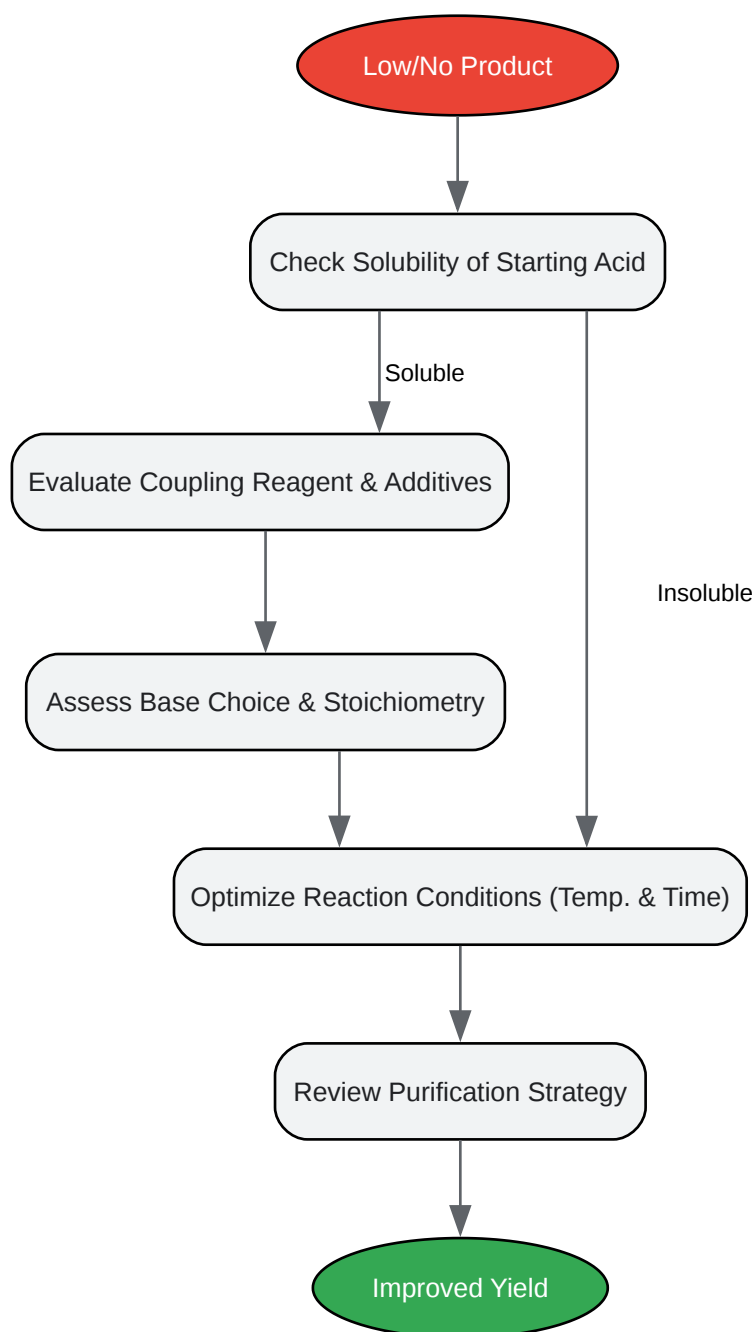 Low/No Product
Check Solubility of Starting Acid
Soluble
Evaluate Coupling Reagent & Additives
Insoluble
Assess Base Choice & Stoichiometry
Optimize Reaction Conditions (Temp. & Time)
Review Purification Strategy
Improved Yield